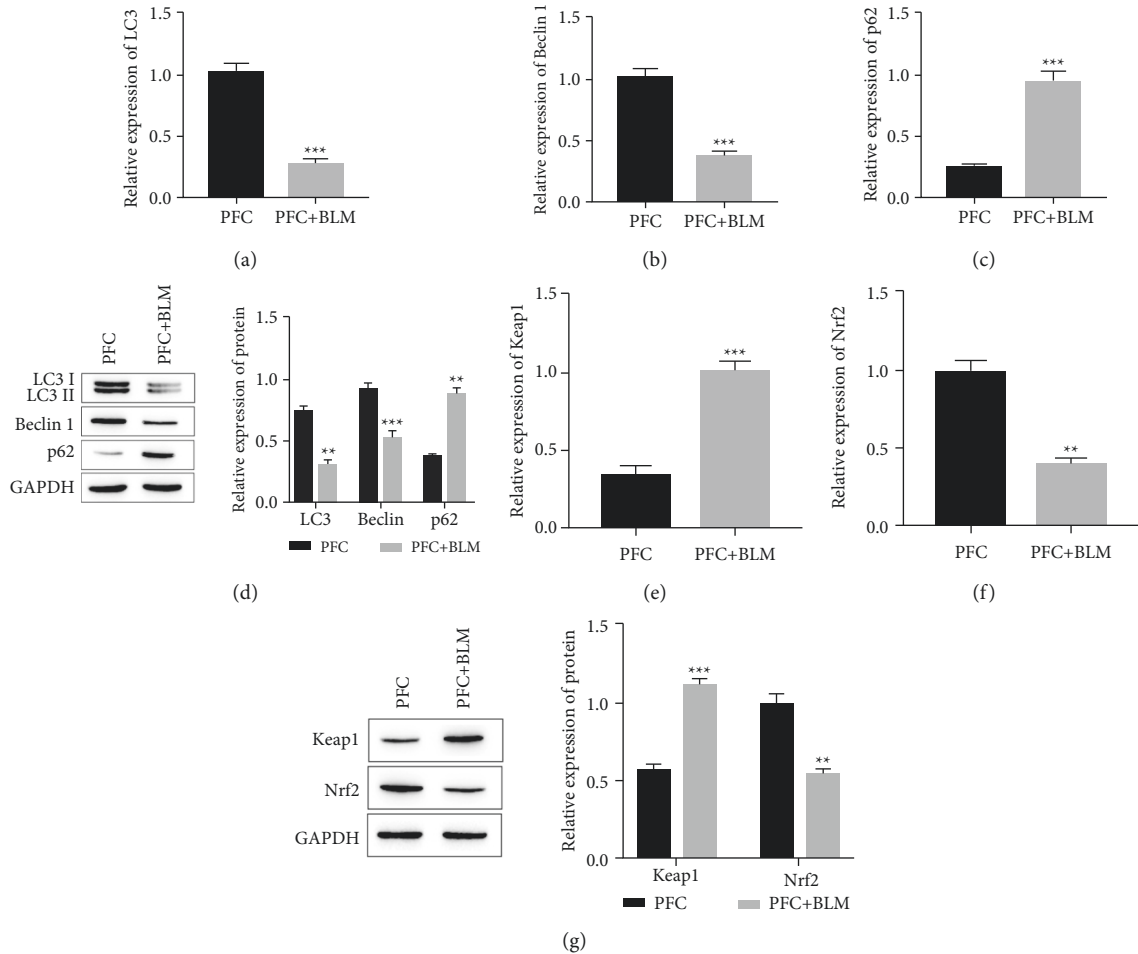 Relative expression of LC3
1.5
1.0
0.5
0.0
***
PFC
PFC+BLM
(a)
Relative expression of Beclin 1
1.5
1.0
0.5
0.0
***
PFC
PFC+BLM
(b)
Relative expression of p62
1.5
1.0
0.5
0.0
***
PFC
PFC+BLM
(c)
PFC
PFC+BLM
LC3 I
LC3 II
Beclin 1
p62
GAPDH
Relative expression of protein
1.5
1.0
0.5
0.0
**
***
**
LC3
Beclin
p62
PFC
PFC+BLM
(d)
Relative expression of Keap1
1.5
1.0
0.5
0.0
***
PFC
PFC+BLM
(e)
Relative expression of Nrf2
1.5
1.0
0.5
0.0
**
PFC
PFC+BLM
(f)
PFC
PFC+BLM
Keap1
Nrf2
GAPDH
Relative expression of protein
1.5
1.0
0.5
0.0
***
**
Keap1
Nrf2
PFC
PFC+BLM
(g)